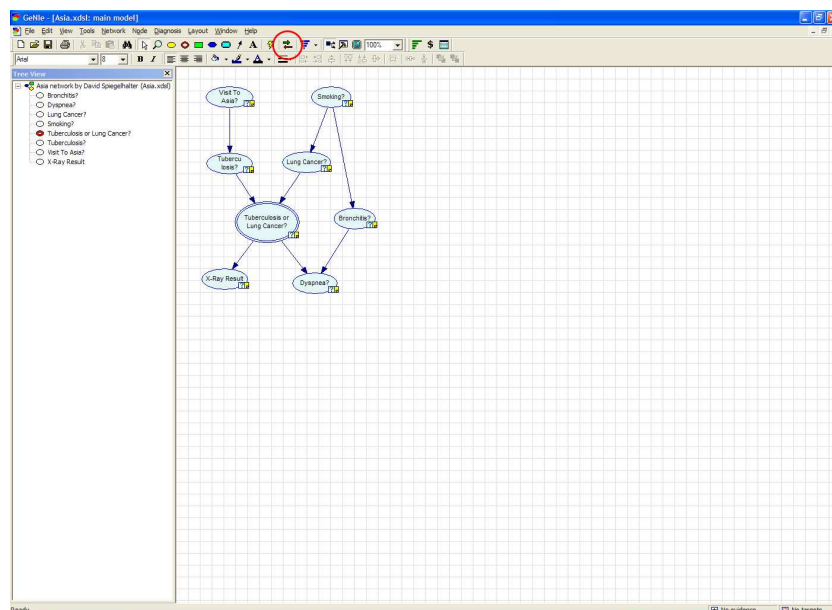 GeNIe - [Asia.xdsl: main model]
File Edit View Tools Network Node Diagnosis Layout Window Help
100%
Arial 8 B I
Tree View
Asia network by David Spiegelhalter (Asia.xdsl)
Bronchitis?
Dyspnea?
Lung Cancer?
Smoking?
Tuberculosis or Lung Cancer?
Tuberculosis?
Visit To Asia?
X-Ray Result
Visit To
Asia?
Smoking?
Tubercu
losis?
Lung Cancer?
Tuberculosis or
Lung Cancer?
Bronchitis?
X-Ray Result
Dyspnea?
Ready
No evidence
No targets